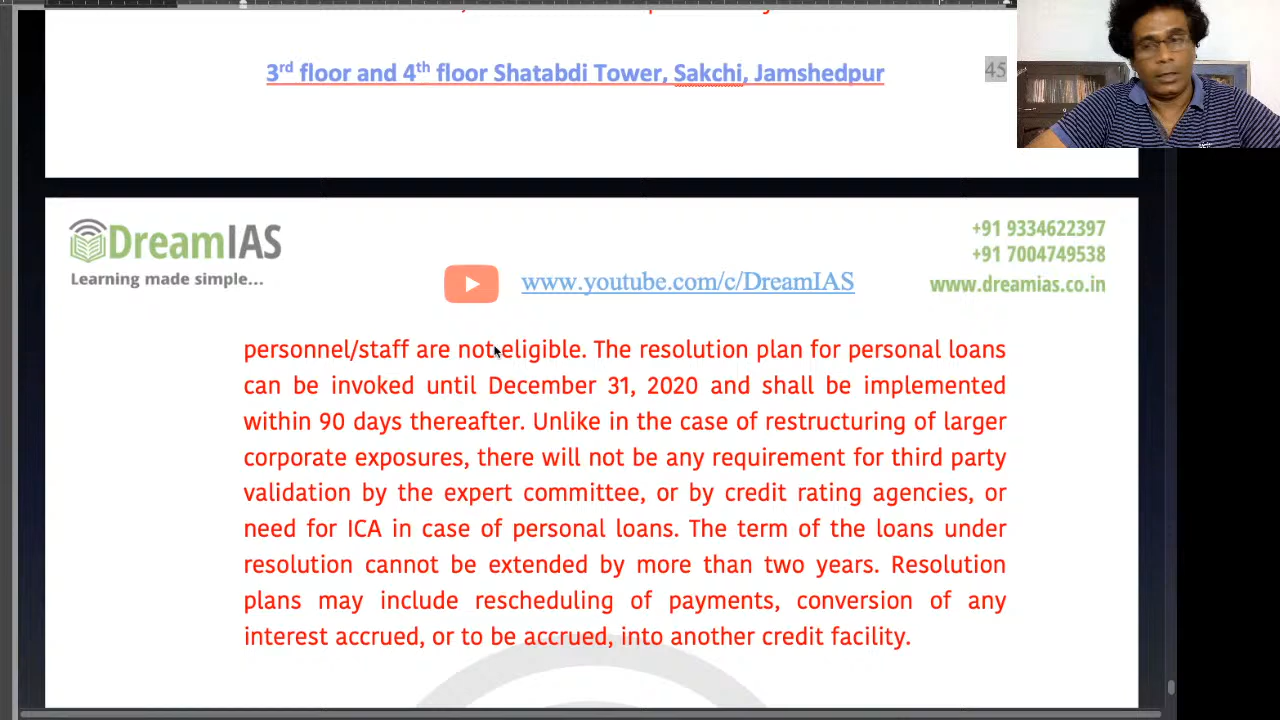 3rd floor and 4th floor Shatabdi Tower, Sakchi, Jamshedpur
45
DreamIAS
Learning made simple...
www.youtube.com/c/DreamIAS
+91 9334622397
+91 7004749538
www.dreamias.co.in
personnel/staff are not eligible. The resolution plan for personal loans
can be invoked until December 31, 2020 and shall be implemented
within 90 days thereafter. Unlike in the case of restructuring of larger
corporate exposures, there will not be any requirement for third party
validation by the expert committee, or by credit rating agencies, or
need for ICA in case of personal loans. The term of the loans under
resolution cannot be extended by more than two years. Resolution
plans may include rescheduling of payments, conversion of any
interest accrued, or to be accrued, into another credit facility.